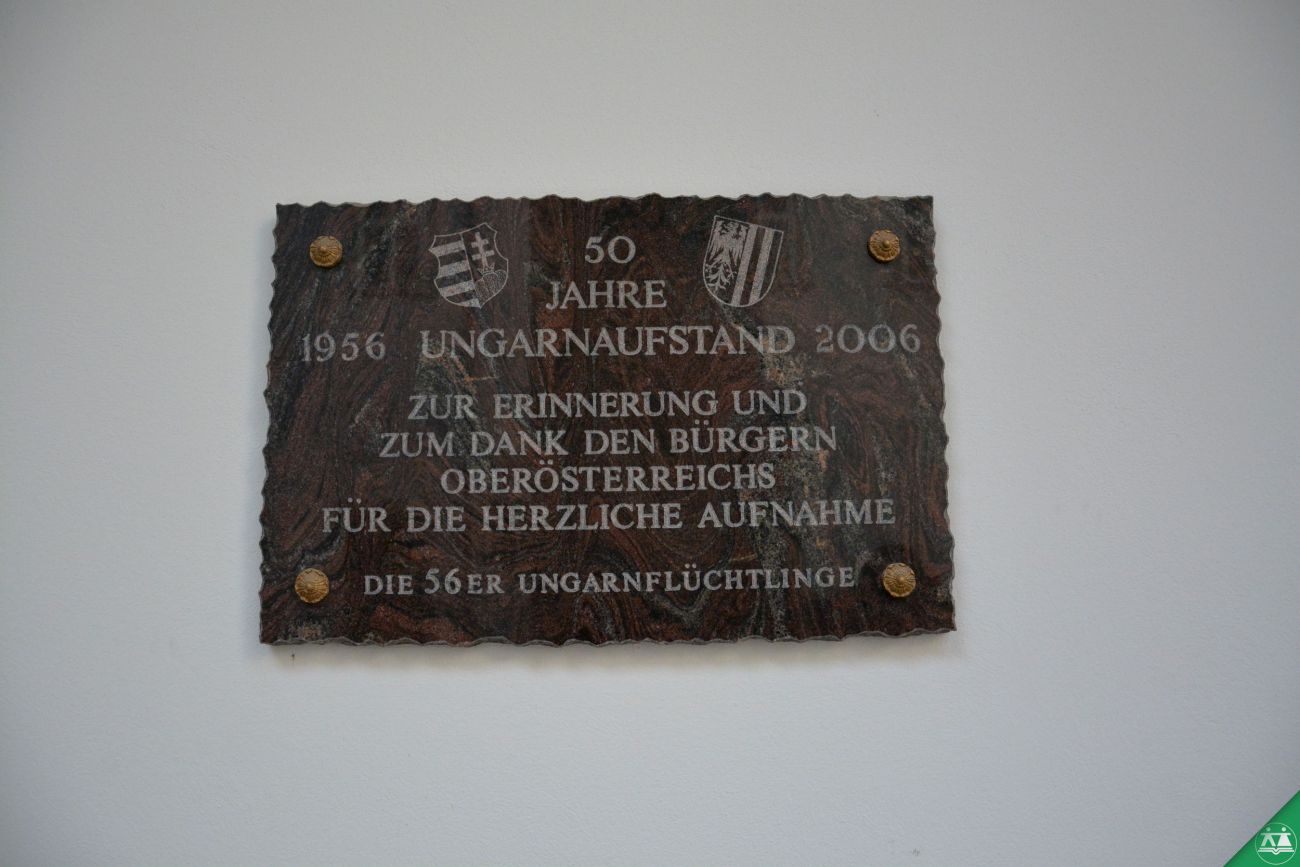 50
JAHRE
1956 UNGARNAUFSTAND 2006
ZUR ERINNERUNG UND
ZUM DANK DEN BÜRGERN
OBERÖSTERREICHS
FÜR DIE HERZLICHE AUFNAHME
DIE 56ER UNGARNFLÜCHTLINGE